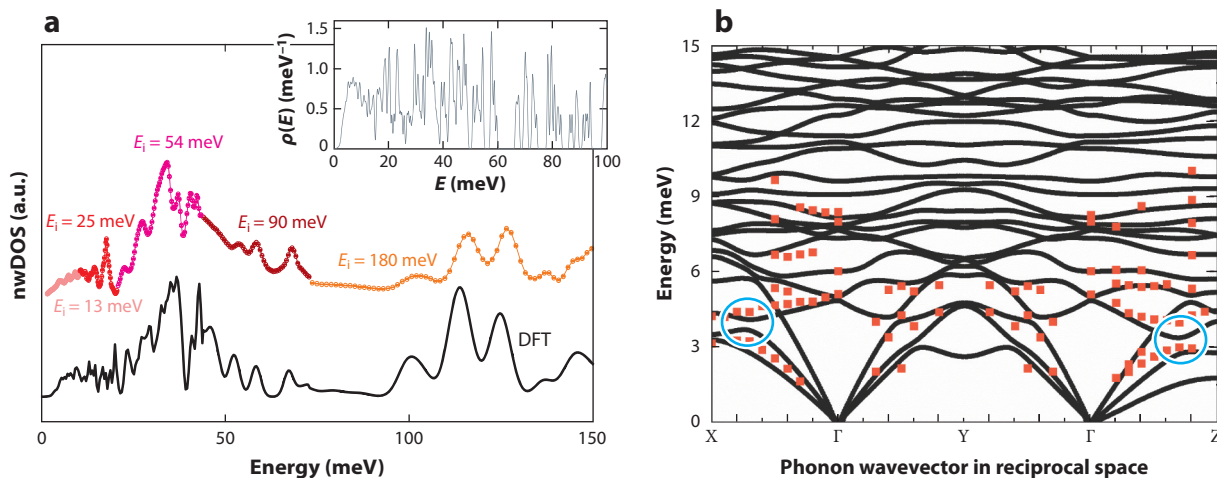 a
nwDOS (a.u.)
Ei = 13 meV
Ei = 25 meV
Ei = 54 meV
Ei = 90 meV
Ei = 180 meV
DFT
0
50
100
150
Energy (meV)
ρ(E) (meV−1)
1.5
1.0
0.5
0
0
20
40
60
80
100
E (meV)
b
Energy (meV)
15
12
9
6
3
0
X
Γ
Y
Γ
Z
Phonon wavevector in reciprocal space